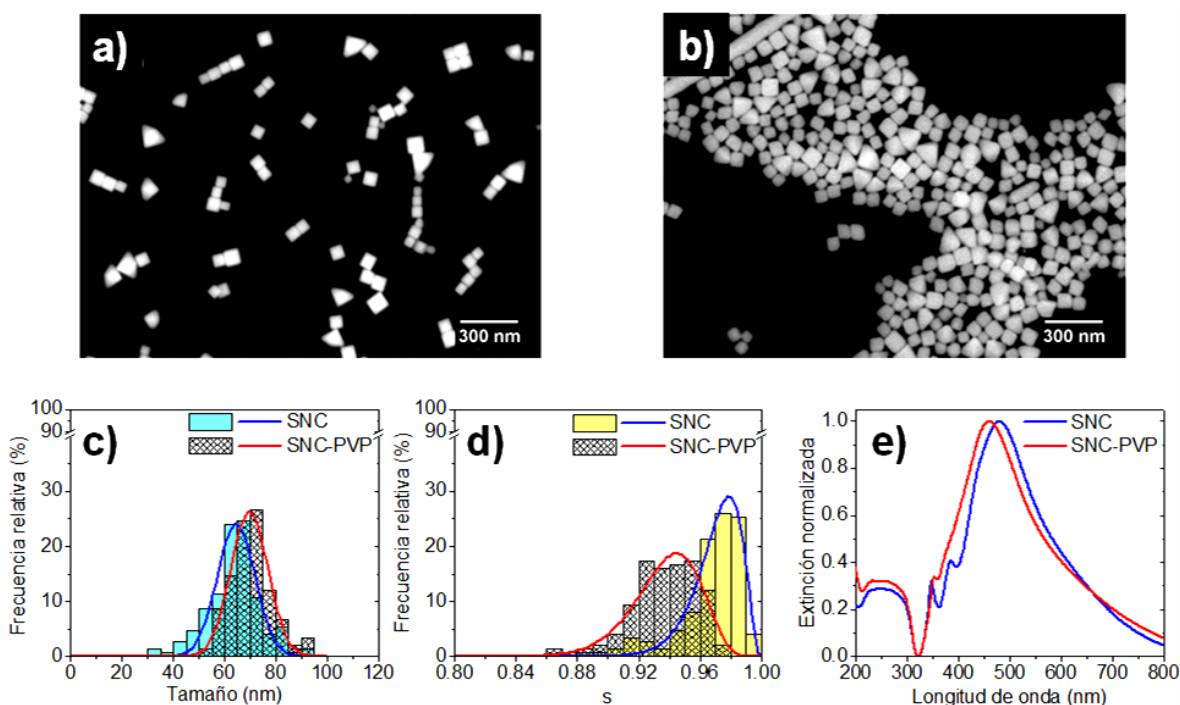 a)
300 nm
b)
300 nm
c)
SNC
SNC-PVP
100
90
30
20
10
0
Frecuencia relativa (%)
0 20 40 60 80 100 120
Tamaño (nm)
d)
SNC
SNC-PVP
100
90
30
20
10
0
Frecuencia relativa (%)
0.80 0.84 0.88 0.92 0.96 1.00
s
e)
SNC
SNC-PVP
1.0
0.8
0.6
0.4
0.2
0.0
Extinción normalizada
200 300 400 500 600 700 800
Longitud de onda (nm)